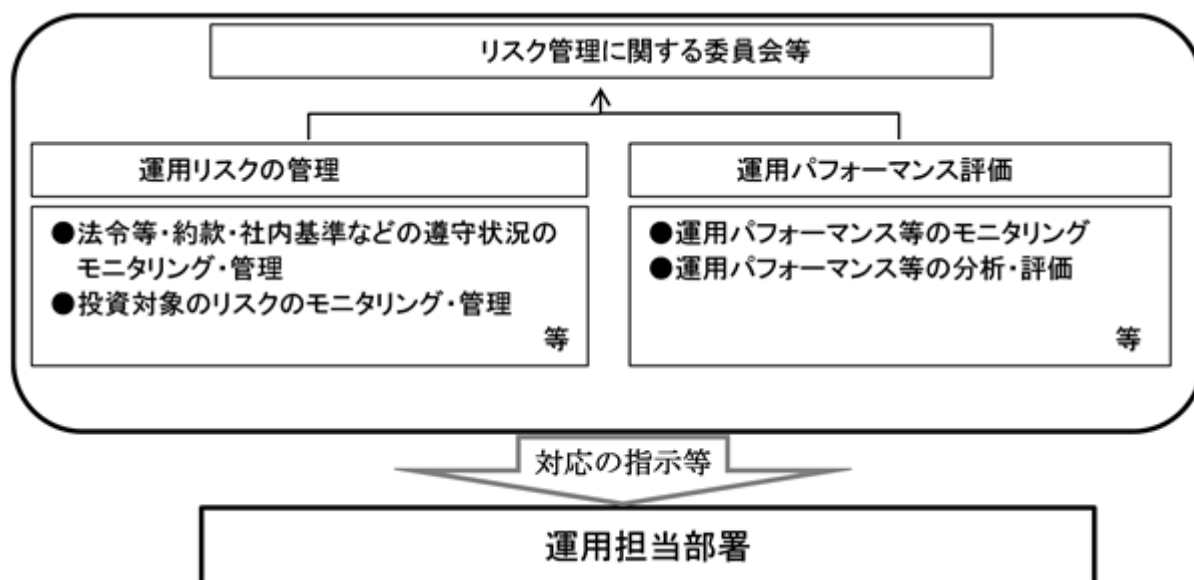 リスク管理に関する委員会等
運用リスクの管理
●法令等・約款・社内基準などの遵守状況の
モニタリング・管理
●投資対象のリスクのモニタリング・管理
等
運用パフォーマンス評価
●運用パフォーマンス等のモニタリング
●運用パフォーマンス等の分析・評価
等
対応の指示等
運用担当部署